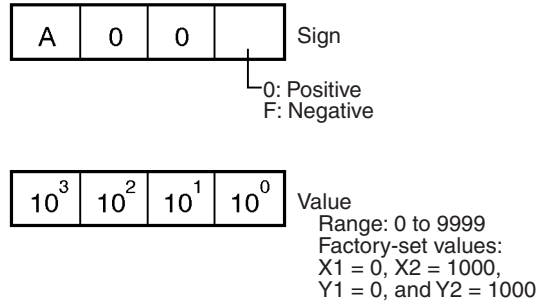 A 0 0 Sign
0: Positive
F: Negative
10³ 10² 10¹ 10⁰ Value
Range: 0 to 9999
Factory-set values:
X1 = 0, X2 = 1000,
Y1 = 0, and Y2 = 1000